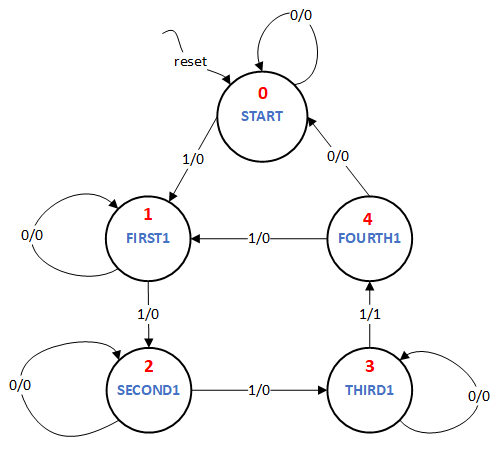 0/0
reset
0
START
1/0
0/0
1
FIRST1
4
FOURTH1
0/0
1/0
1/0
1/1
2
SECOND1
3
THIRD1
0/0
1/0
0/0